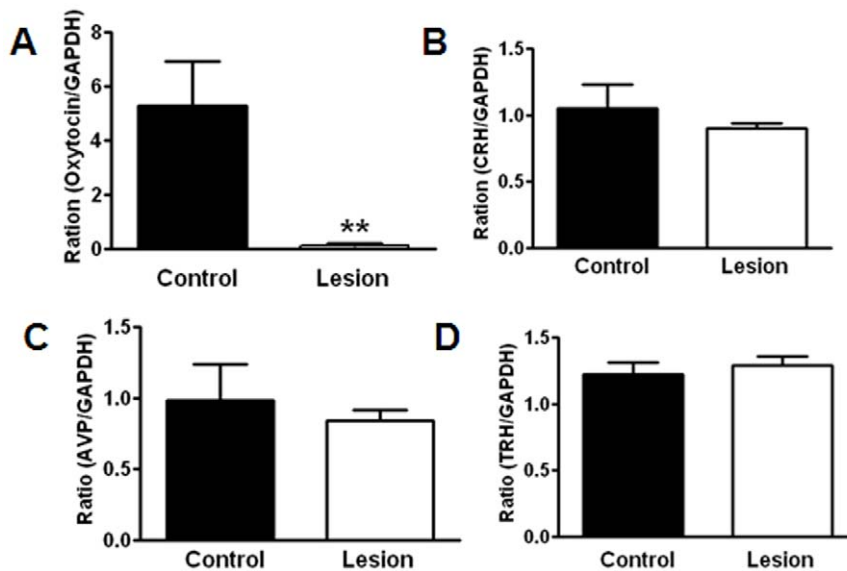 A
Ration (Oxytocin/GAPDH)
8
6
4
2
0
**
Control Lesion
B
Ration (CRH/GAPDH)
1.5
1.0
0.5
0.0
Control Lesion
C
Ratio (AVP/GAPDH)
1.5
1.0
0.5
0.0
Control Lesion
D
Ratio (TRH/GAPDH)
1.5
1.0
0.5
0.0
Control Lesion